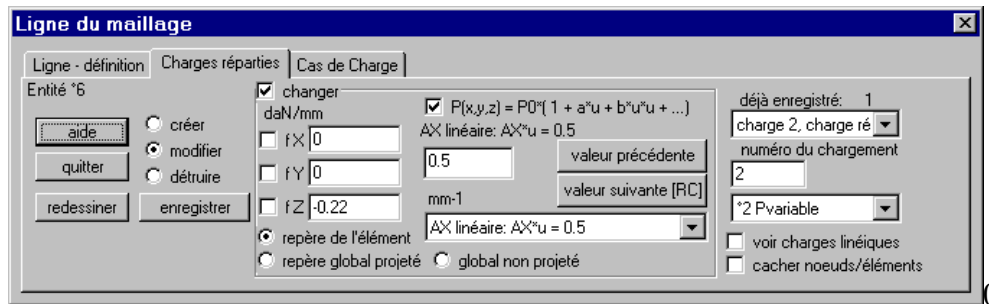 Ligne du maillage
Ligne - définition
Charges réparties
Cas de Charge
Entité *6
aide
quitter
redessiner
créer
modifier
détruire
enregistrer
changer
daN/mm
fX 0
fY 0
fZ -0.22
repère de l'élément
repère global projeté
global non projeté
P(x,y,z) = P0*( 1 + a*u + b*u*u + ...)
AX linéaire: AX*u = 0.5
0.5
valeur précédente
mm-1
valeur suivante [RC]
AX linéaire: AX*u = 0.5
déjà enregistré: 1
charge 2, charge ré
numéro du chargement
2
*2 Pvariable
voir charges linéiques
cacher noeuds/éléments